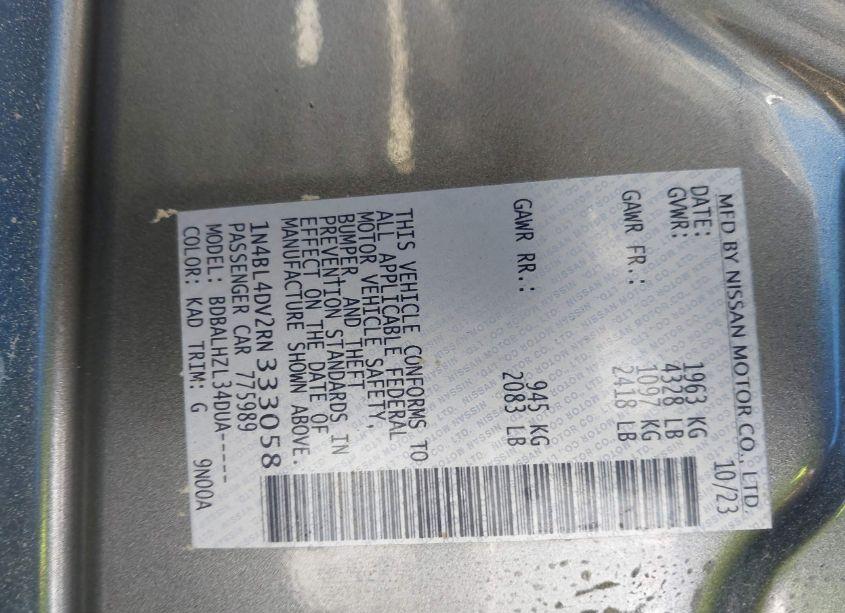 MFD BY NISSAN MOTOR CO., LTD.
DATE: 10/23
GVWR: 1963 KG
4328 LB
GAWR FR.: 1097 KG
2418 LB
GAWR RR.: 945 KG
2083 LB
THIS VEHICLE CONFORMS TO
ALL APPLICABLE FEDERAL
MOTOR VEHICLE SAFETY,
BUMPER, AND THEFT
PREVENTION STANDARDS IN
EFFECT ON THE DATE OF
MANUFACTURE SHOWN ABOVE.
1N4BL4DV2RN333058
PASSENGER CAR 775989
MODEL: BDBALHZL34DUA-----
COLOR: KAD TRIM: G 9N00A